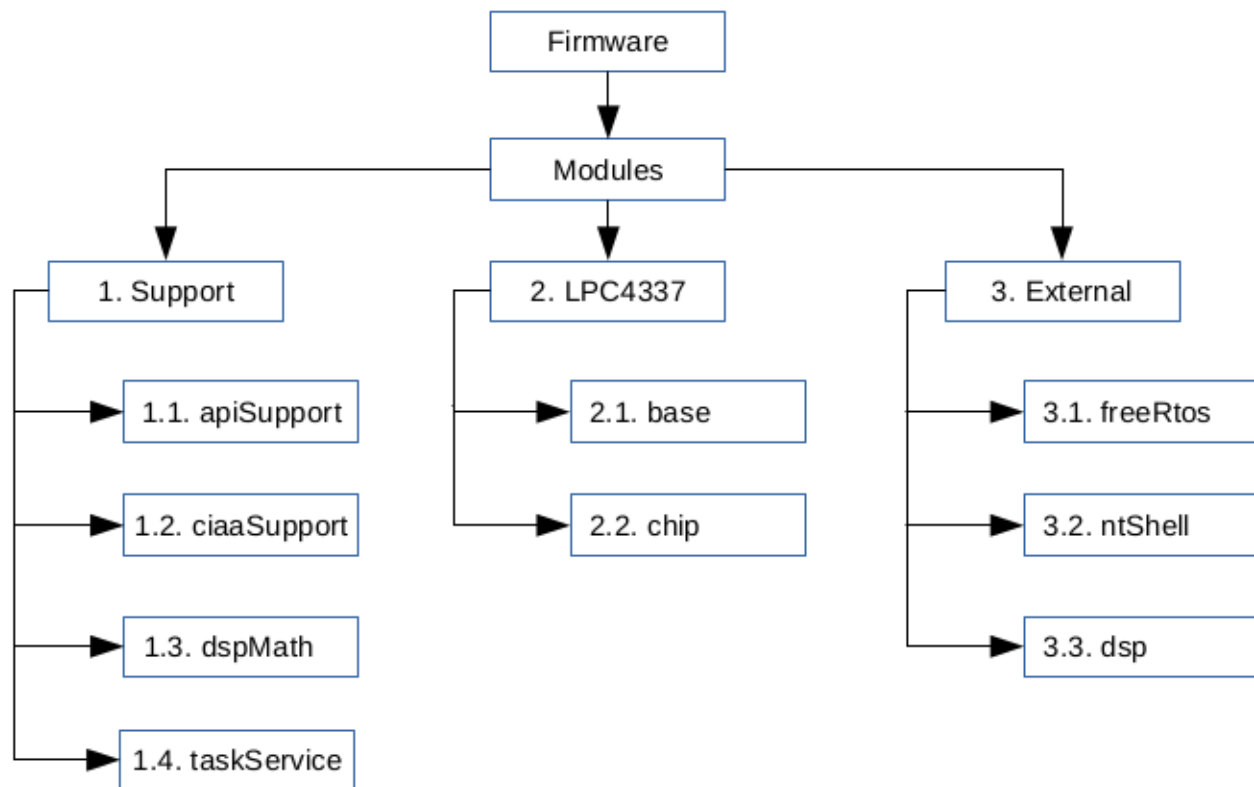 Firmware
Modules
1. Support
2. LPC4337
3. External
1.1. apiSupport
2.1. base
3.1. freeRtos
1.2. ciaaSupport
2.2. chip
3.2. ntShell
1.3. dspMath
3.3. dsp
1.4. taskService